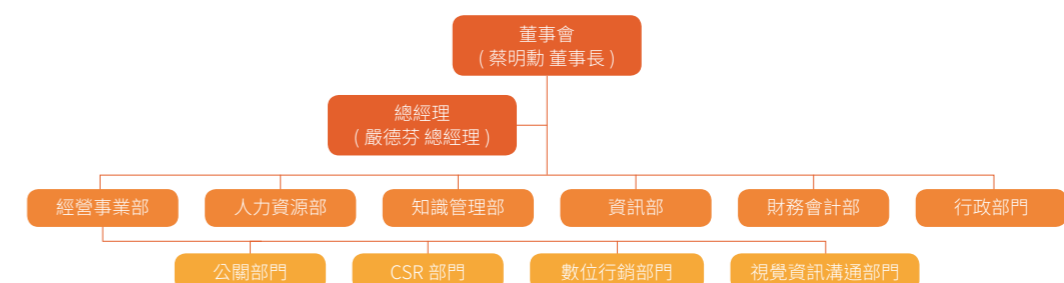 董事會
( 蔡明勳 董事長 )
總經理
( 嚴德芬 總經理 )
經營事業部
人力資源部
知識管理部
資訊部
財務會計部
行政部門
公關部門
CSR 部門
數位行銷部門
視覺資訊溝通部門